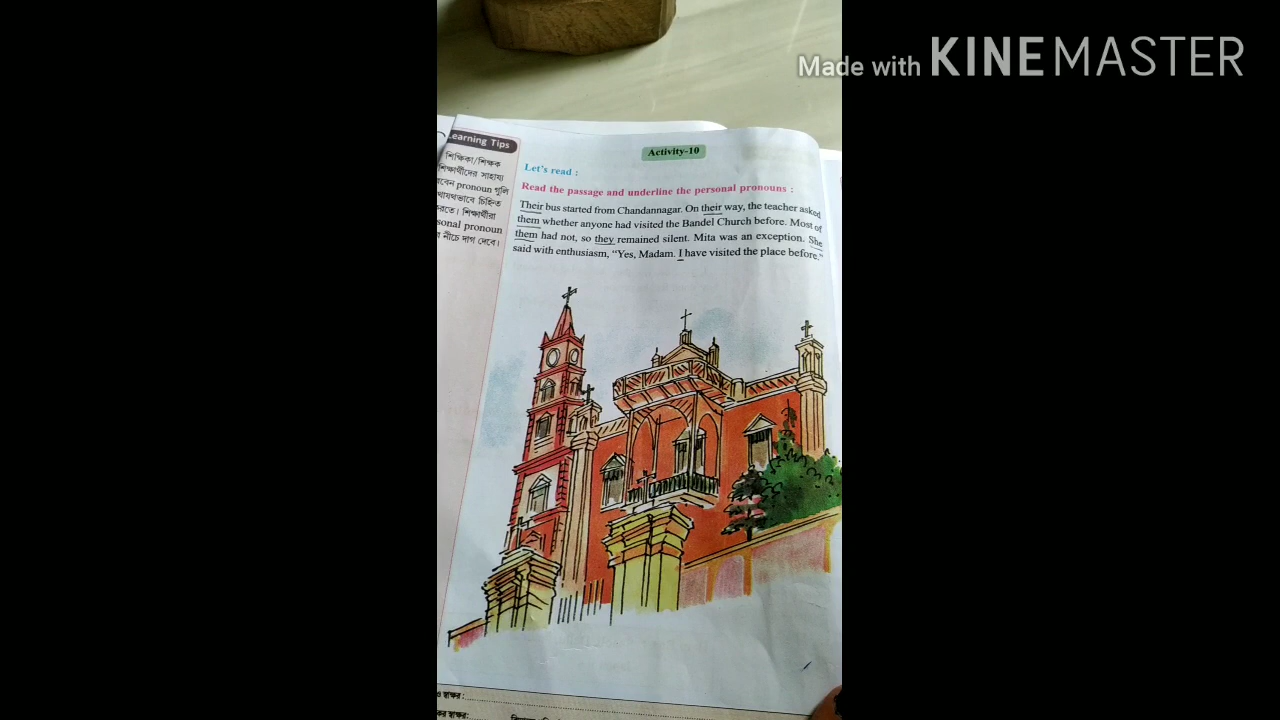 Made with KINEMASTER
Learning Tips
শিক্ষিকা/শিক্ষক
শিক্ষার্থীদের সাহায্য
pronoun গুলি
চিহ্নিত
করতে। শিক্ষার্থীরা
pronoun
নীচে দাগ দেবে।
Activity-10
Let's read :
Read the passage and underline the personal pronouns :
Their bus started from Chandannagar. On their way, the teacher asked
them whether anyone had visited the Bandel Church before. Most of
them had not, so they remained silent. Mita was an exception. She
said with enthusiasm, "Yes, Madam. I have visited the place before."
স্বাক্ষর :
স্বাক্ষর: